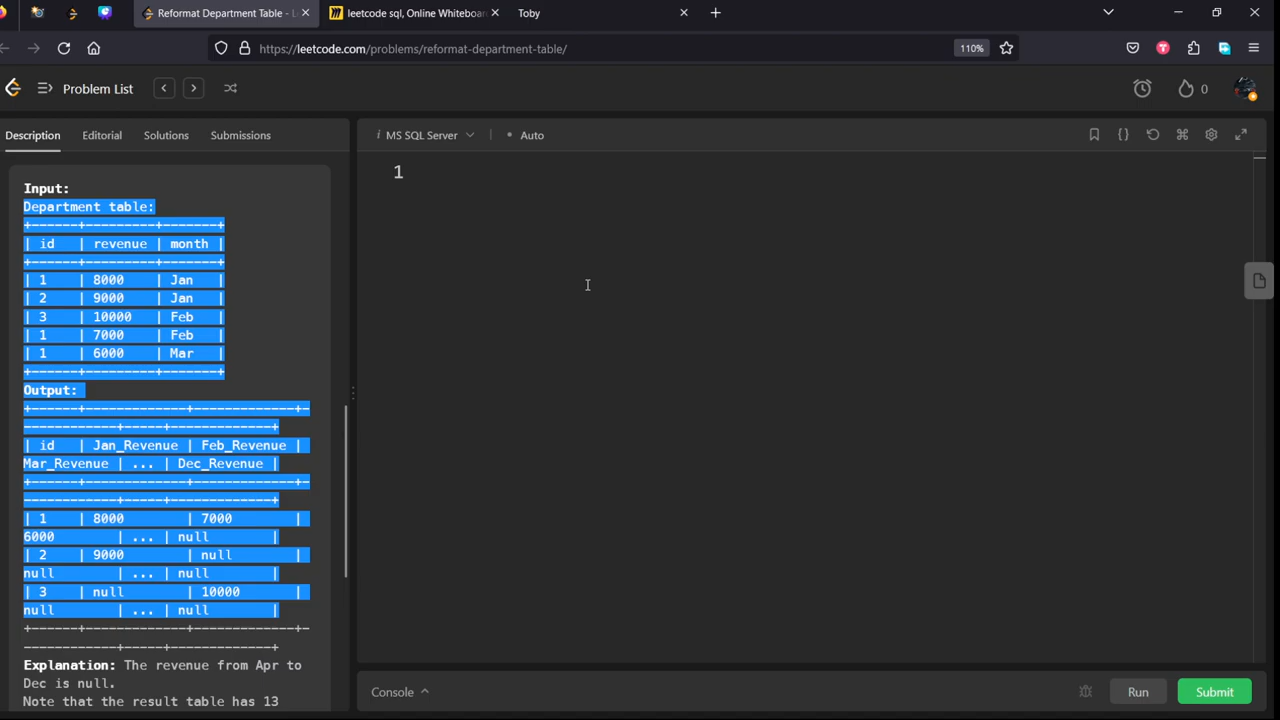 Reformat Department Table - L
leetcode sql, Online Whiteboard
Toby
https://leetcode.com/problems/reformat-department-table/
110%
Problem List
0
Description
Editorial
Solutions
Submissions
i MS SQL Server
• Auto
1
Input:
Department table:
+------+---------+-------+
| id   | revenue | month |
+------+---------+-------+
| 1    | 8000    | Jan   |
| 2    | 9000    | Jan   |
| 3    | 10000   | Feb   |
| 1    | 7000    | Feb   |
| 1    | 6000    | Mar   |
+------+---------+-------+
Output:
+------+-------------+-------------+-
------------+-----+-------------+
| id   | Jan_Revenue | Feb_Revenue |
Mar_Revenue | ... | Dec_Revenue |
+------+-------------+-------------+-
------------+-----+-------------+
| 1    | 8000        | 7000        |
6000        | ... | null        |
| 2    | 9000        | null        |
null        | ... | null        |
| 3    | null        | 10000       |
null        | ... | null        |
+------+-------------+-------------+-
------------+-----+-------------+
Explanation: The revenue from Apr to
Dec is null.
Note that the result table has 13
Console
Run
Submit